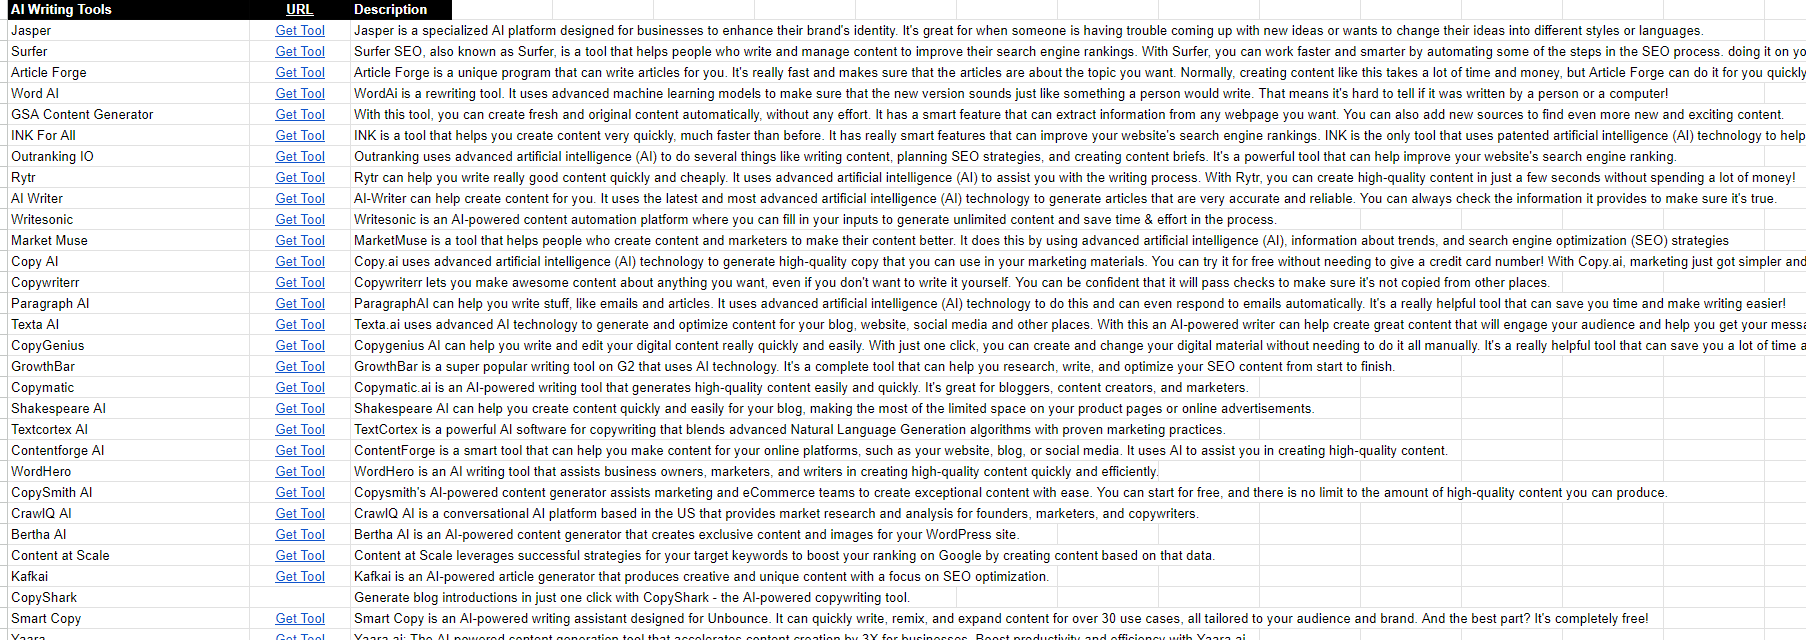 AI Writing Tools URL Description
Jasper Get Tool Jasper is a specialized AI platform designed for businesses to enhance their brand's identity. It's great for when someone is having trouble coming up with new ideas or wants to change their ideas into different styles or languages.
Surfer Get Tool Surfer SEO, also known as Surfer, is a tool that helps people who write and manage content to improve their search engine rankings. With Surfer, you can work faster and smarter by automating some of the steps in the SEO process. doing it on yo
Article Forge Get Tool Article Forge is a unique program that can write articles for you. It's really fast and makes sure that the articles are about the topic you want. Normally, creating content like this takes a lot of time and money, but Article Forge can do it for you quickly
Word AI Get Tool WordAi is a rewriting tool. It uses advanced machine learning models to make sure that the new version sounds just like something a person would write. That means it's hard to tell if it was written by a person or a computer!
GSA Content Generator Get Tool With this tool, you can create fresh and original content automatically, without any effort. It has a smart feature that can extract information from any webpage you want. You can also add new sources to find even more new and exciting content.
INK For All Get Tool INK is a tool that helps you create content very quickly, much faster than before. It has really smart features that can improve your website's search engine rankings. INK is the only tool that uses patented artificial intelligence (AI) technology to help
Outranking IO Get Tool Outranking uses advanced artificial intelligence (AI) to do several things like writing content, planning SEO strategies, and creating content briefs. It's a powerful tool that can help improve your website's search engine ranking.
Rytr Get Tool Rytr can help you write really good content quickly and cheaply. It uses advanced artificial intelligence (AI) to assist you with the writing process. With Rytr, you can create high-quality content in just a few seconds without spending a lot of money!
AI Writer Get Tool AI-Writer can help create content for you. It uses the latest and most advanced artificial intelligence (AI) technology to generate articles that are very accurate and reliable. You can always check the information it provides to make sure it's true.
Writesonic Get Tool Writesonic is an AI-powered content automation platform where you can fill in your inputs to generate unlimited content and save time & effort in the process.
Market Muse Get Tool MarketMuse is a tool that helps people who create content and marketers to make their content better. It does this by using advanced artificial intelligence (AI), information about trends, and search engine optimization (SEO) strategies
Copy AI Get Tool Copy.ai uses advanced artificial intelligence (AI) technology to generate high-quality copy that you can use in your marketing materials. You can try it for free without needing to give a credit card number! With Copy.ai, marketing just got simpler and
Copywriterr Get Tool Copywriterr lets you make awesome content about anything you want, even if you don't want to write it yourself. You can be confident that it will pass checks to make sure it's not copied from other places.
Paragraph AI Get Tool ParagraphAI can help you write stuff, like emails and articles. It uses advanced artificial intelligence (AI) technology to do this and can even respond to emails automatically. It's a really helpful tool that can save you time and make writing easier!
Texta AI Get Tool Texta.ai uses advanced AI technology to generate and optimize content for your blog, website, social media and other places. With this an AI-powered writer can help create great content that will engage your audience and help you get your messa
CopyGenius Get Tool Copygenius AI can help you write and edit your digital content really quickly and easily. With just one click, you can create and change your digital material without needing to do it all manually. It's a really helpful tool that can save you a lot of time a
GrowthBar Get Tool GrowthBar is a super popular writing tool on G2 that uses AI technology. It's a complete tool that can help you research, write, and optimize your SEO content from start to finish.
Copymatic Get Tool Copymatic.ai is an AI-powered writing tool that generates high-quality content easily and quickly. It's great for bloggers, content creators, and marketers.
Shakespeare AI Get Tool Shakespeare AI can help you create content quickly and easily for your blog, making the most of the limited space on your product pages or online advertisements.
Textcortex AI Get Tool TextCortex is a powerful AI software for copywriting that blends advanced Natural Language Generation algorithms with proven marketing practices.
Contentforge AI Get Tool ContentForge is a smart tool that can help you make content for your online platforms, such as your website, blog, or social media. It uses AI to assist you in creating high-quality content.
WordHero Get Tool WordHero is an AI writing tool that assists business owners, marketers, and writers in creating high-quality content quickly and efficiently.
CopySmith AI Get Tool Copysmith's AI-powered content generator assists marketing and eCommerce teams to create exceptional content with ease. You can start for free, and there is no limit to the amount of high-quality content you can produce.
CrawlQ AI Get Tool CrawlQ AI is a conversational AI platform based in the US that provides market research and analysis for founders, marketers, and copywriters.
Bertha AI Get Tool Bertha AI is an AI-powered content generator that creates exclusive content and images for your WordPress site.
Content at Scale Get Tool Content at Scale leverages successful strategies for your target keywords to boost your ranking on Google by creating content based on that data.
Kafkai Get Tool Kafkai is an AI-powered article generator that produces creative and unique content with a focus on SEO optimization.
CopyShark Generate blog introductions in just one click with CopyShark - the AI-powered copywriting tool.
Smart Copy Get Tool Smart Copy is an AI-powered writing assistant designed for Unbounce. It can quickly write, remix, and expand content for over 30 use cases, all tailored to your audience and brand. And the best part? It's completely free!
Yaara Get Tool Yaara.ai: The AI-powered content generation tool that accelerates content creation by 3X for businesses. Boost productivity and efficiency with Yaara.ai